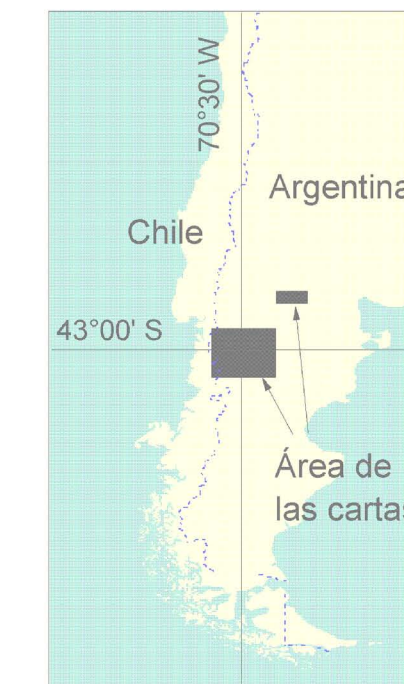 70°30' W
Argentina
Chile
43°00' S
Área de
las cartas